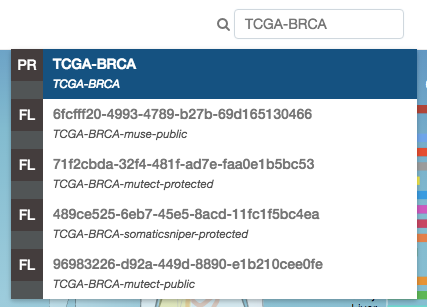 TCGA-BRCA
PR TCGA-BRCA
TCGA-BRCA
FL 6fcfff20-4993-4789-b27b-69d165130466
TCGA-BRCA-muse-public
FL 71f2cbda-32f4-481f-ad7e-faa0e1b5bc53
TCGA-BRCA-mutect-protected
FL 489ce525-6eb7-45e5-8acd-11fc1f5bc4ea
TCGA-BRCA-somaticsniper-protected
FL 96983226-d92a-449d-8890-e1b210cee0fe
TCGA-BRCA-mutect-public